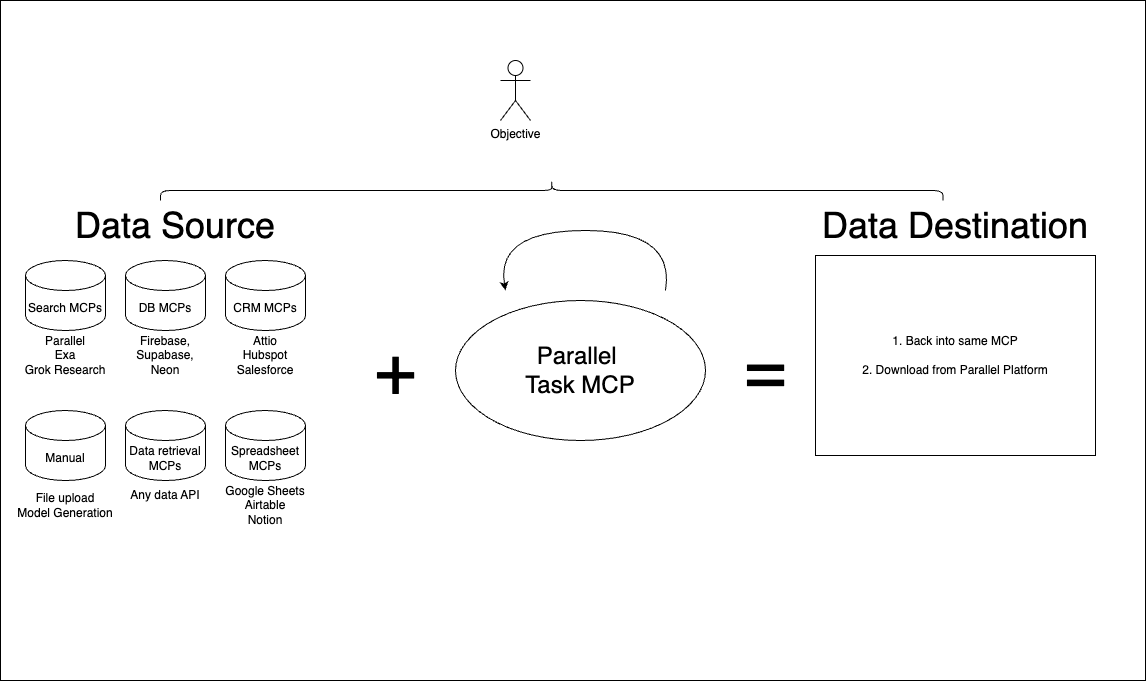 Objective
Data Source
Data Destination
Search MCPs
DB MCPs
CRM MCPs
Parallel
Exa
Grok Research
Firebase,
Supabase,
Neon
Attio
Hubspot
Salesforce
Manual
Data retrieval
MCPs
Spreadsheet
MCPs
File upload
Model Generation
Any data API
Google Sheets
Airtable
Notion
+
Parallel
Task MCP
=
1. Back into same MCP
2. Download from Parallel Platform